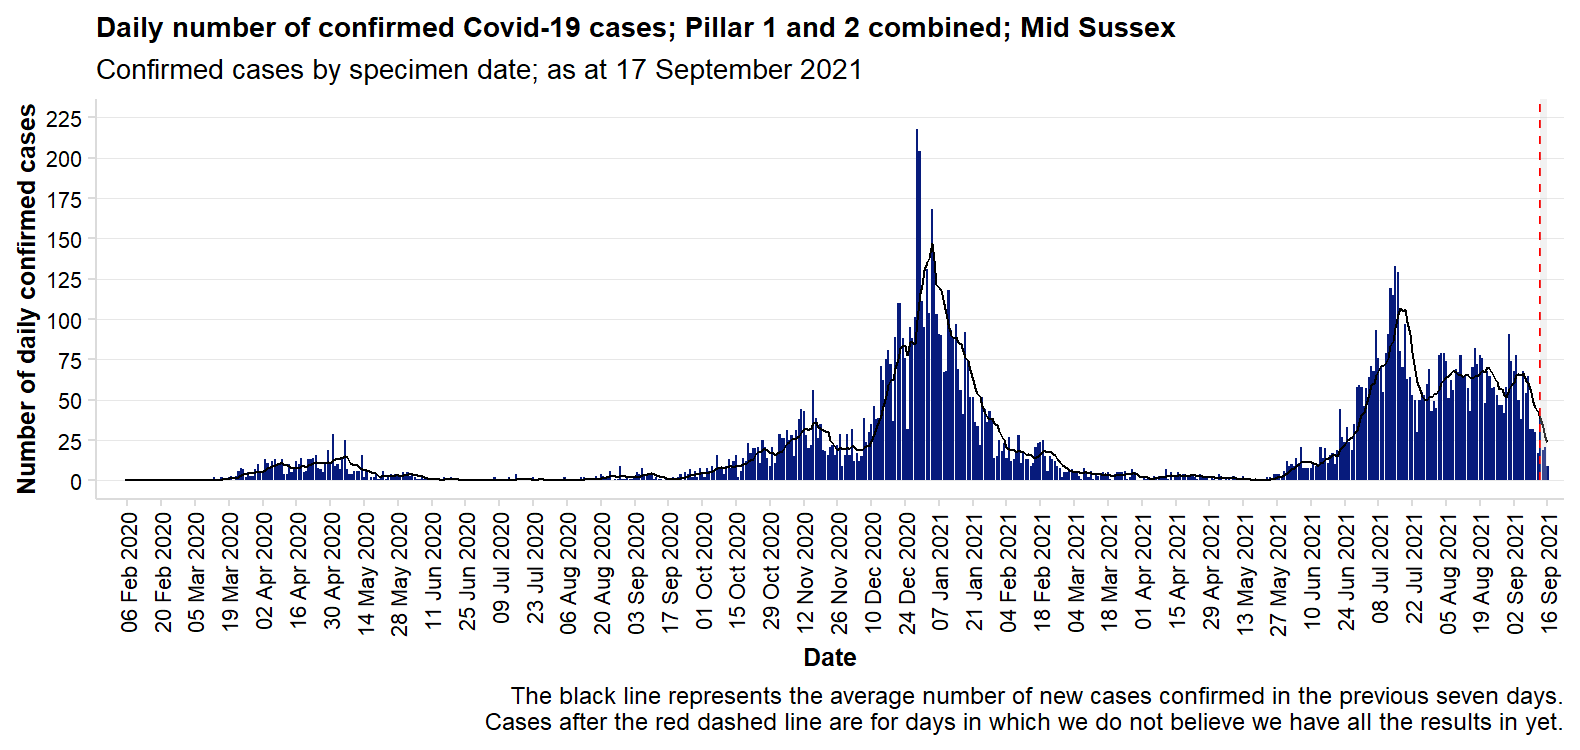 Daily number of confirmed Covid-19 cases; Pillar 1 and 2 combined; Mid Sussex
Confirmed cases by specimen date; as at 17 September 2021
Number of daily confirmed cases
225
200
175
150
125
100
75
50
25
0
06 Feb 2020
20 Feb 2020
05 Mar 2020
19 Mar 2020
02 Apr 2020
16 Apr 2020
30 Apr 2020
14 May 2020
28 May 2020
11 Jun 2020
25 Jun 2020
09 Jul 2020
23 Jul 2020
06 Aug 2020
20 Aug 2020
03 Sep 2020
17 Sep 2020
01 Oct 2020
15 Oct 2020
29 Oct 2020
12 Nov 2020
26 Nov 2020
10 Dec 2020
24 Dec 2020
07 Jan 2021
21 Jan 2021
04 Feb 2021
18 Feb 2021
04 Mar 2021
18 Mar 2021
01 Apr 2021
15 Apr 2021
29 Apr 2021
13 May 2021
27 May 2021
10 Jun 2021
24 Jun 2021
08 Jul 2021
22 Jul 2021
05 Aug 2021
19 Aug 2021
02 Sep 2021
16 Sep 2021
Date
The black line represents the average number of new cases confirmed in the previous seven days.
Cases after the red dashed line are for days in which we do not believe we have all the results in yet.